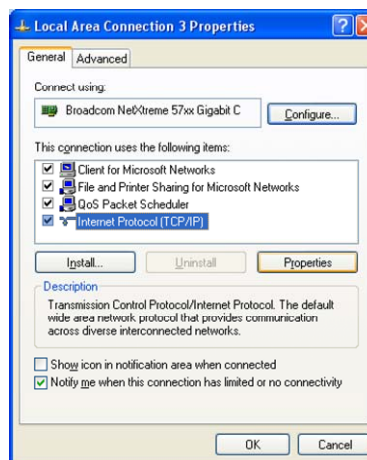 Local Area Connection 3 Properties
General Advanced
Connect using:
Broadcom NetXtreme 57xx Gigabit C
Configure...
This connection uses the following items:
Client for Microsoft Networks
File and Printer Sharing for Microsoft Networks
QoS Packet Scheduler
Internet Protocol (TCP/IP)
Install... Uninstall Properties
Description
Transmission Control Protocol/Internet Protocol. The default
wide area network protocol that provides communication
across diverse interconnected networks.
Show icon in notification area when connected
Notify me when this connection has limited or no connectivity
OK Cancel